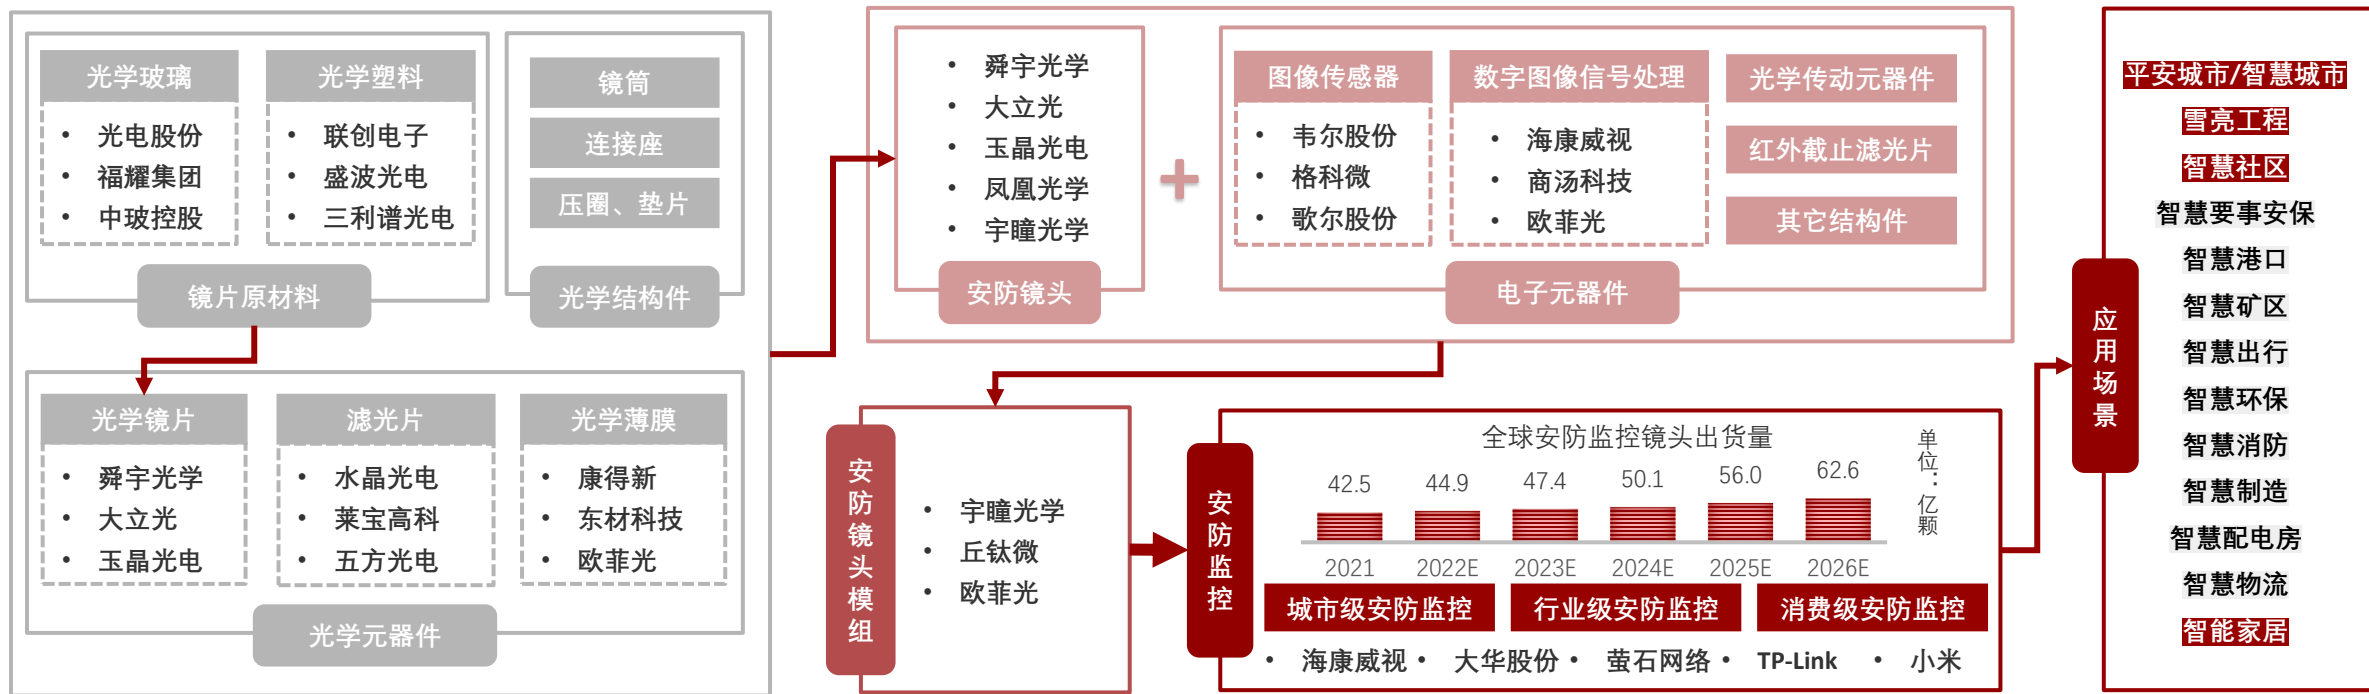 光学玻璃
• 光电股份
• 福耀集团
• 中玻控股
光学塑料
• 联创电子
• 盛波光电
• 三利谱光电
镜片原材料
镜筒
连接座
压圈、垫片
光学结构件
光学镜片
• 舜宇光学
• 大立光
• 玉晶光电
滤光片
• 水晶光电
• 莱宝高科
• 五方光电
光学薄膜
• 康得新
• 东材科技
• 欧菲光
光学元器件
• 舜宇光学
• 大立光
• 玉晶光电
• 凤凰光学
• 宇瞳光学
安防镜头
+
图像传感器
• 韦尔股份
• 格科微
• 歌尔股份
数字图像信号处理
• 海康威视
• 商汤科技
• 欧菲光
光学传动元器件
红外截止滤光片
其它结构件
电子元器件
安防镜头模组
• 宇瞳光学
• 丘钛微
• 欧菲光
安防监控
全球安防监控镜头出货量
单位：亿颗
42.5 44.9 47.4 50.1 56.0 62.6
2021 2022E 2023E 2024E 2025E 2026E
城市级安防监控 行业级安防监控 消费级安防监控
• 海康威视 • 大华股份 • 萤石网络 • TP-Link • 小米
应用场景
平安城市/智慧城市
雪亮工程
智慧社区
智慧要事安保
智慧港口
智慧矿区
智慧出行
智慧环保
智慧消防
智慧制造
智慧配电房
智慧物流
智能家居